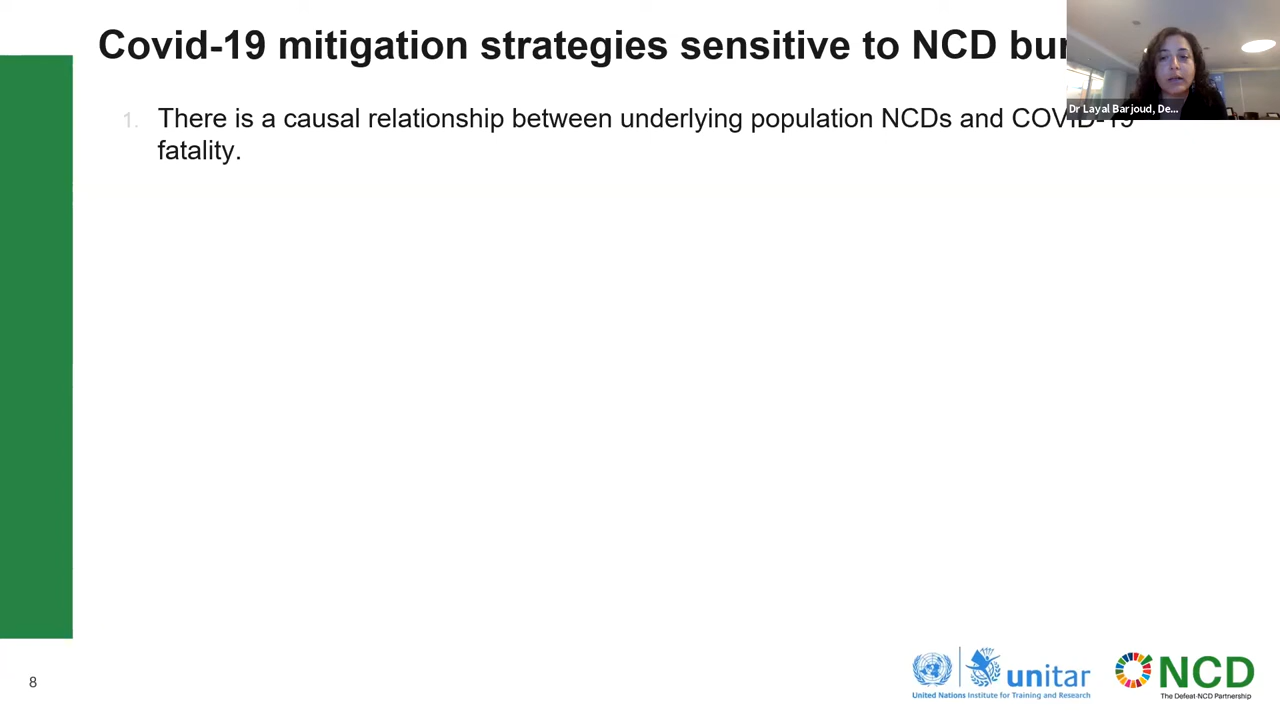 Covid-19 mitigation strategies sensitive to NCD
Dr Layal Barjoud, De...
1. There is a causal relationship between underlying population NCDs and COVID-19
fatality.
unitar
United Nations Institute for Training and Research
NCD
The Defeat-NCD Partnership
8